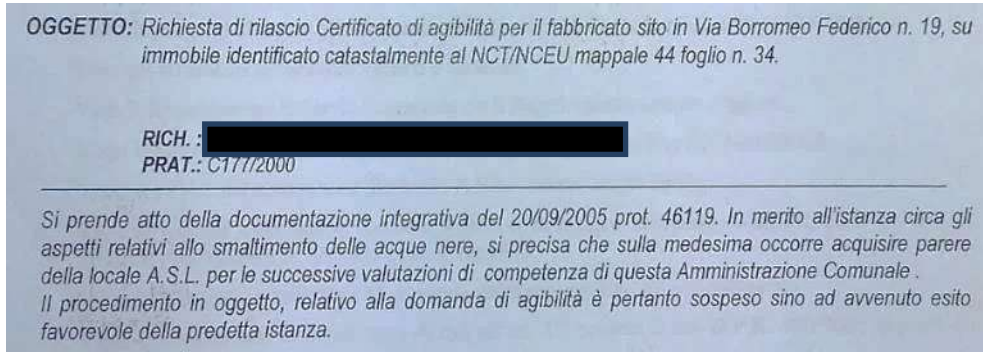 OGGETTO: Richiesta di rilascio Certificato di agibilità per il fabbricato sito in Via Borromeo Federico n. 19, su
immobile identificato catastalmente al NCT/NCEU mappale 44 foglio n. 34.
RICH. :
PRAT.: C177/2000
Si prende atto della documentazione integrativa del 20/09/2005 prot. 46119. In merito all'istanza circa gli
aspetti relativi allo smaltimento delle acque nere, si precisa che sulla medesima occorre acquisire parere
della locale A.S.L. per le successive valutazioni di competenza di questa Amministrazione Comunale .
Il procedimento in oggetto, relativo alla domanda di agibilità è pertanto sospeso sino ad avvenuto esito
favorevole della predetta istanza.